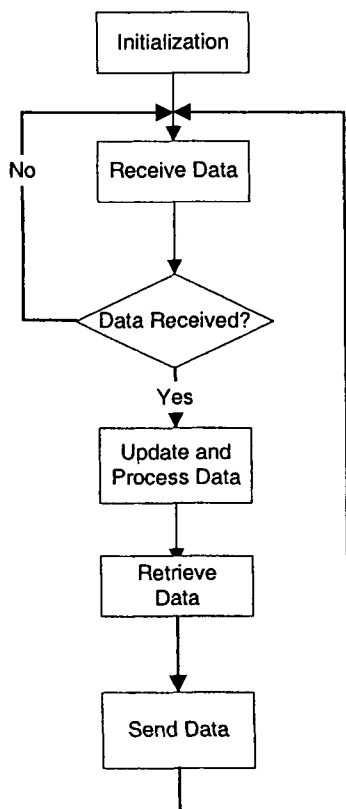 Initialization
No
Receive Data
Data Received?
Yes
Update and
Process Data
Retrieve
Data
Send Data